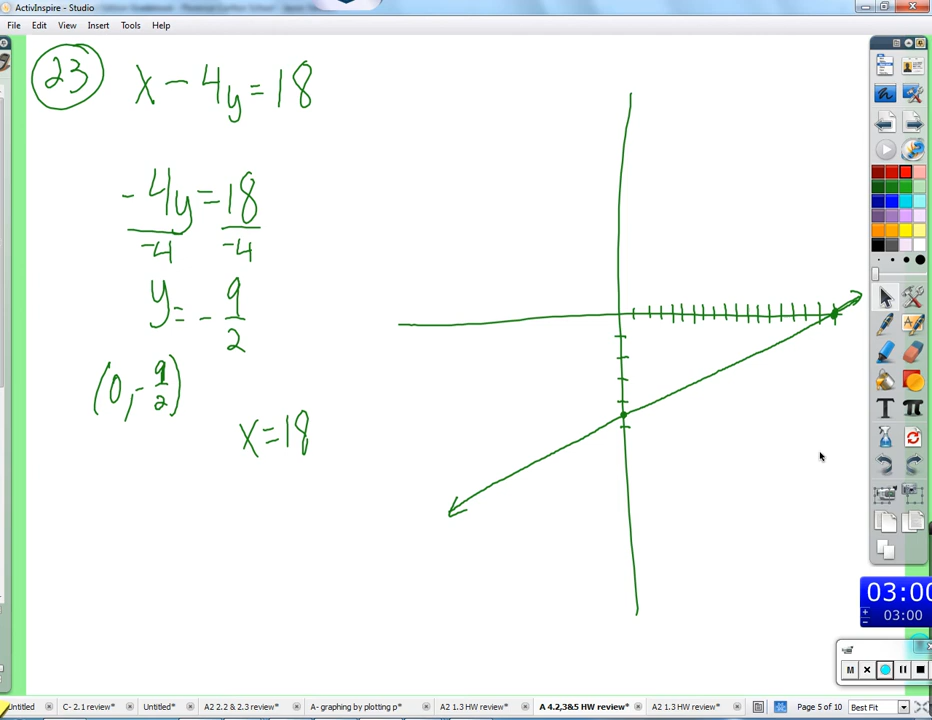 ActivInspire - Studio
File Edit View Insert Tools Help
23 x - 4y = 18
-4y = 18
-4 -4
y = - 9/2
(0, - 9/2)
x = 18
03:00
03:00
Untitled C- 2.1 review* Untitled* A2 2.2 & 2.3 review* A- graphing by plotting p* A2 1.3 HW review* A 4.2,3&5 HW review* A2 1.3 HW review* Page 5 of 10 Best Fit